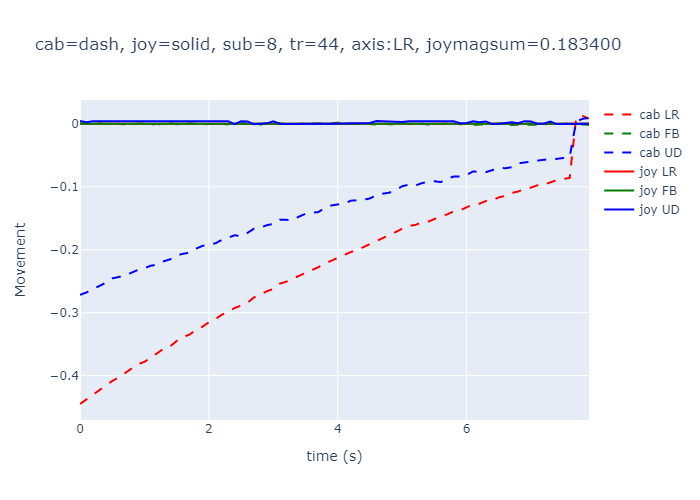 cab=dash, joy=solid, sub=8, tr=44, axis:LR, joymagsum=0.183400
cab LR
cab FB
cab UD
joy LR
joy FB
joy UD
0
−0.1
−0.2
−0.3
−0.4
Movement
0
2
4
6
time (s)